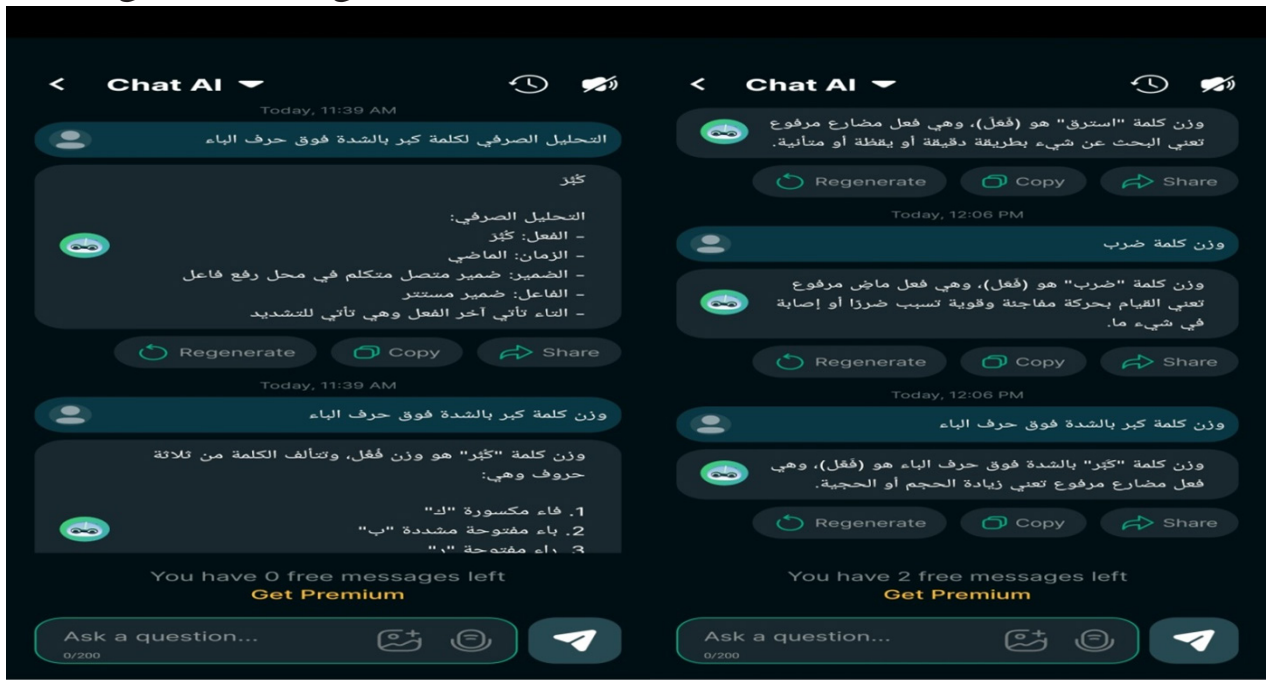 Chat AI
Today, 11:39 AM
التحليل الصرفي لكلمة كبر بالشدة فوق حرف الباء
كَبُرَ
التحليل الصرفي:
- الفعل: كَبُرَ
- الزمان: الماضي
- الضمير: ضمير متصل متكلم في محل رفع فاعل
- الفاعل: ضمير مستتر
- التاء تأتي آخر الفعل وهي تأتي للتشديد
Regenerate Copy Share
Today, 11:39 AM
وزن كلمة كبر بالشدة فوق حرف الباء
وزن كلمة "كبر" هو وزن فعل، وتتألف الكلمة من ثلاثة
حروف وهي:
1. فاء مكسورة "ك"
2. باء مفتوحة مشددة "ب"
3. راء مفتوحة "ر"
You have 0 free messages left
Get Premium
Ask a question...
0/200
Chat AI
وزن كلمة "استرق" هو (فَعَلَ)، وهي فعل مضارع مرفوع
تعني البحث عن شيء بطريقة دقيقة أو يقظة أو متأنية.
Regenerate Copy Share
Today, 12:06 PM
وزن كلمة ضرب
وزن كلمة "ضرب" هو (فَعَل)، وهي فعل ماضٍ مرفوع
تعني القيام بحركة مفاجئة وقوية تسبب ضررًا أو إصابة
في شيء ما.
Regenerate Copy Share
Today, 12:06 PM
وزن كلمة كبر بالشدة فوق حرف الباء
وزن كلمة "كَبّر" بالشدة فوق حرف الباء هو (فَعّل)، وهي
فعل مضارع مرفوع تعني زيادة الحجم أو الحجية.
Regenerate Copy Share
You have 2 free messages left
Get Premium
Ask a question...
0/200